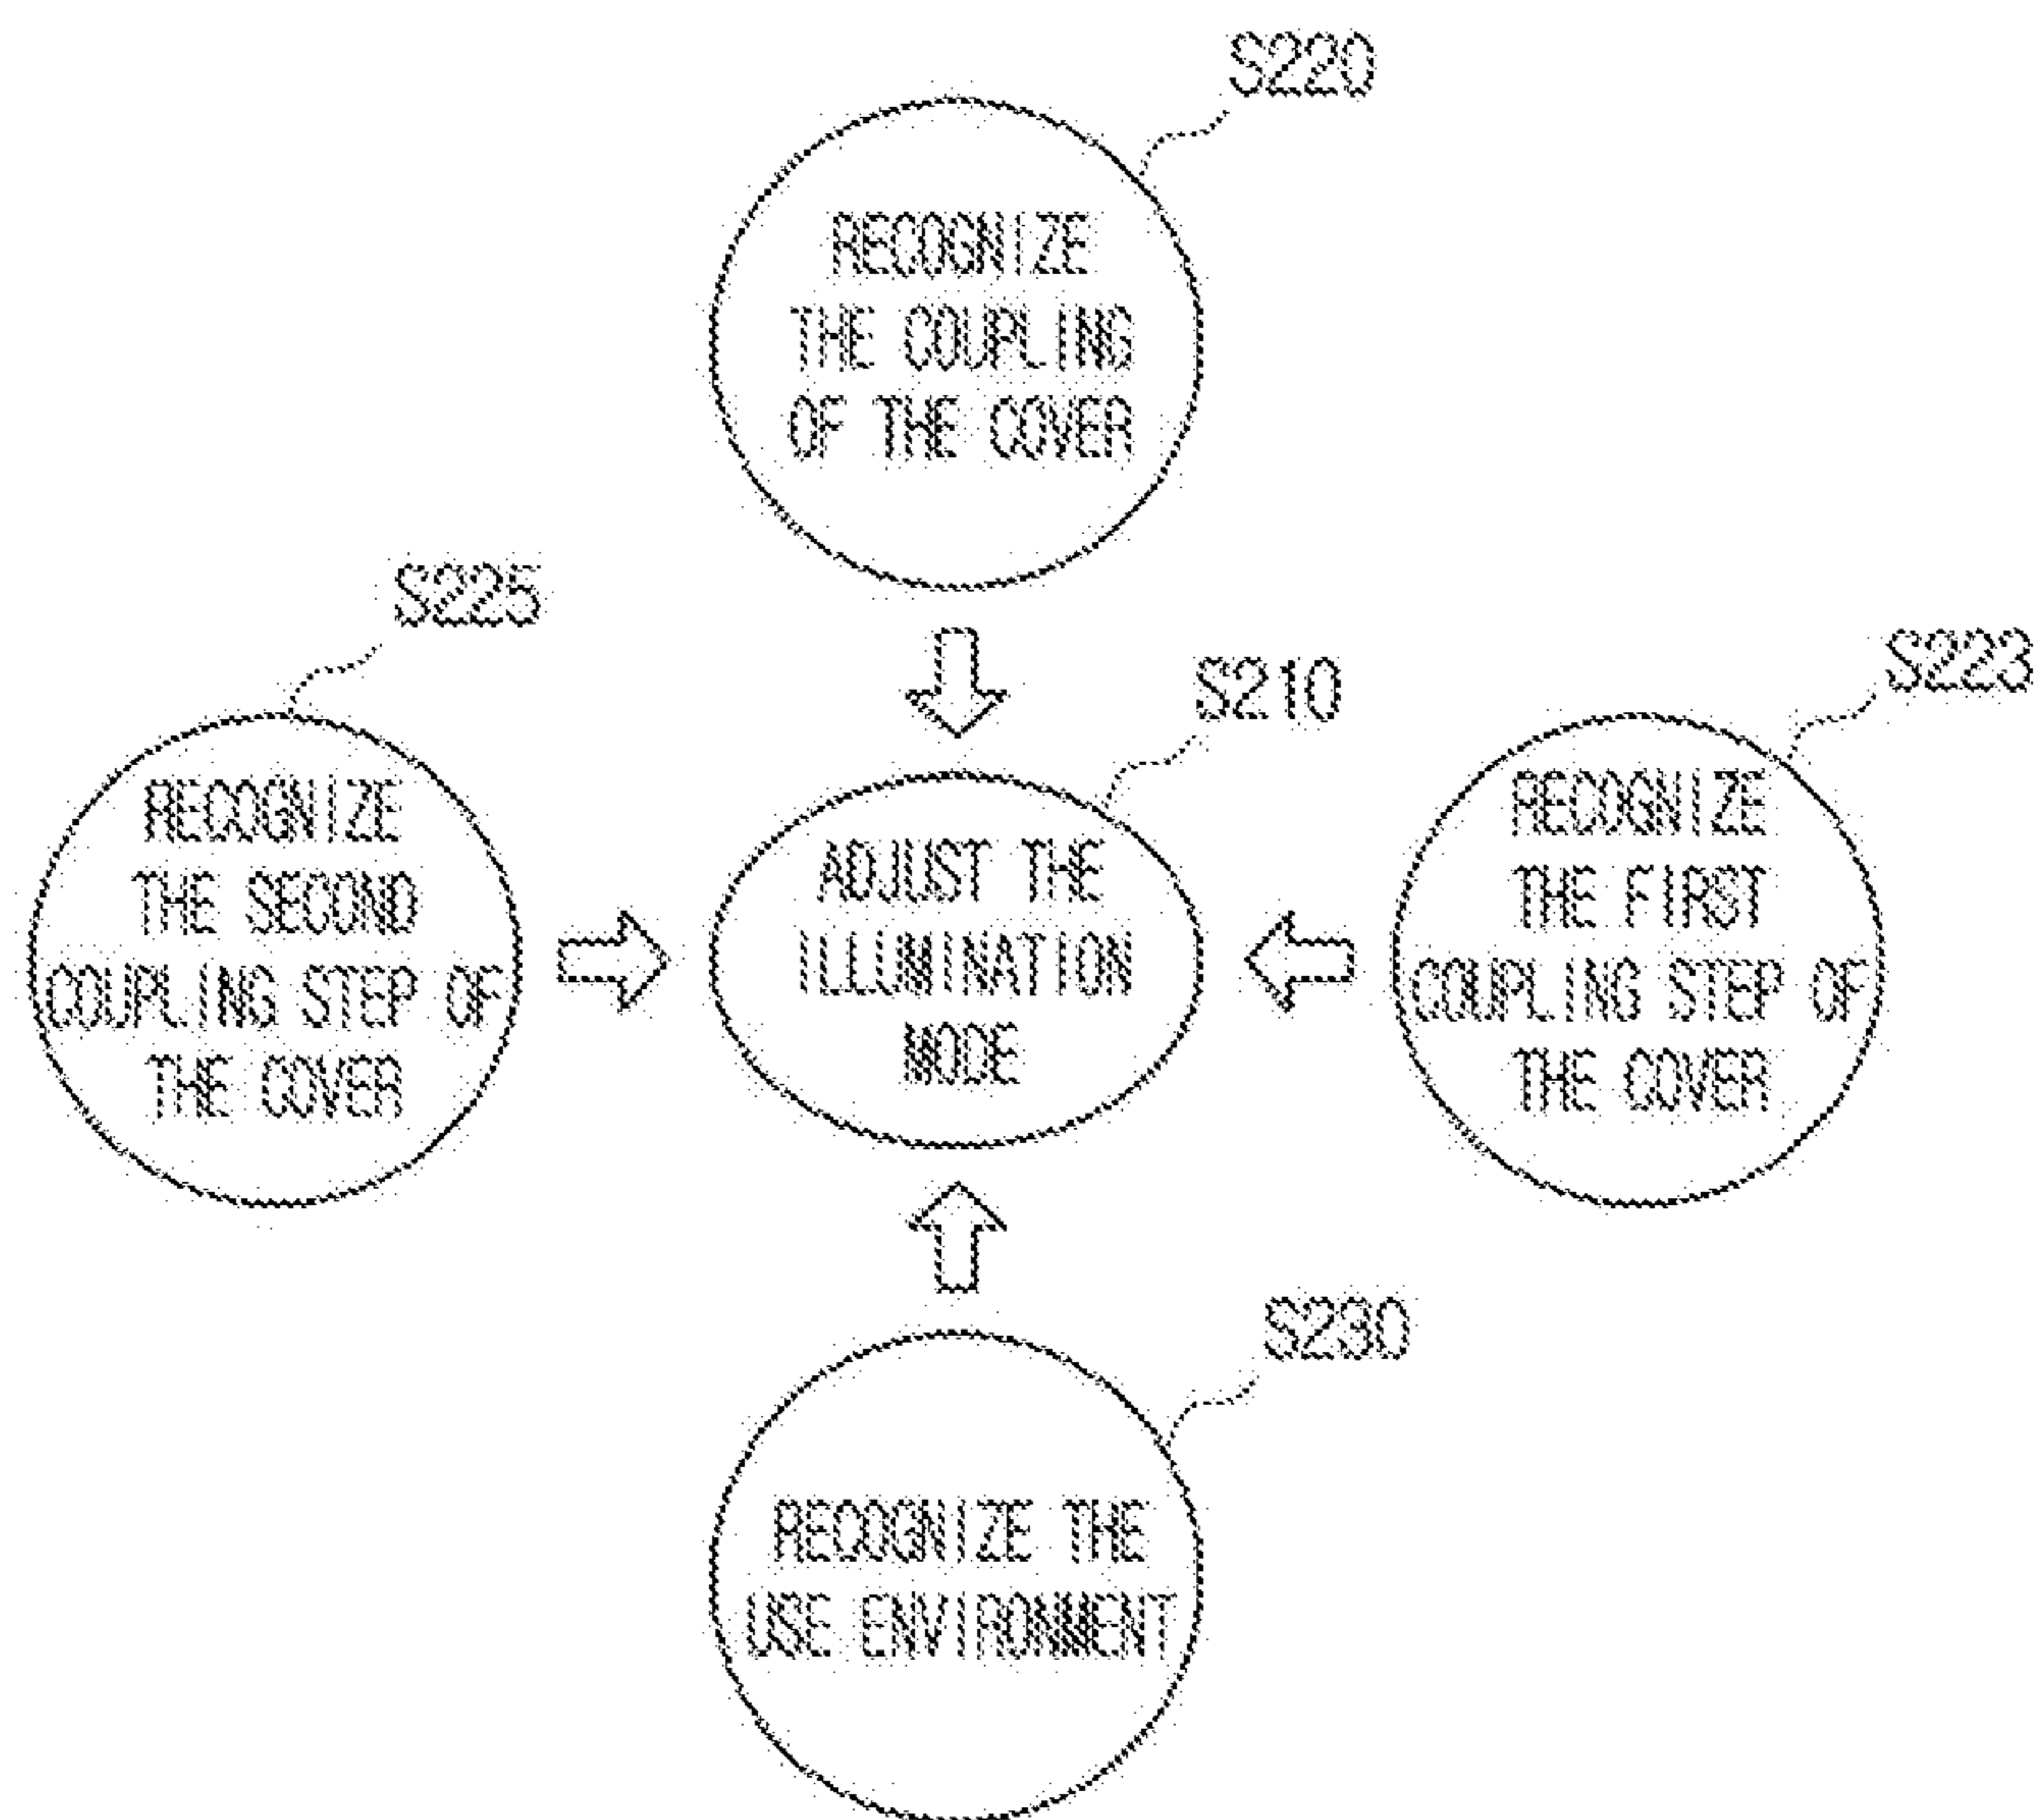 S220
RECOGNIZE
THE COUPLING
OF THE COVER
S225
RECOGNIZE
THE SECOND
COUPLING STEP OF
THE COVER
S210
ADJUST THE
ILLUMINATION
MODE
S223
RECOGNIZE
THE FIRST
COUPLING STEP OF
THE COVER
S230
RECOGNIZE THE
USE ENVIRONMENT